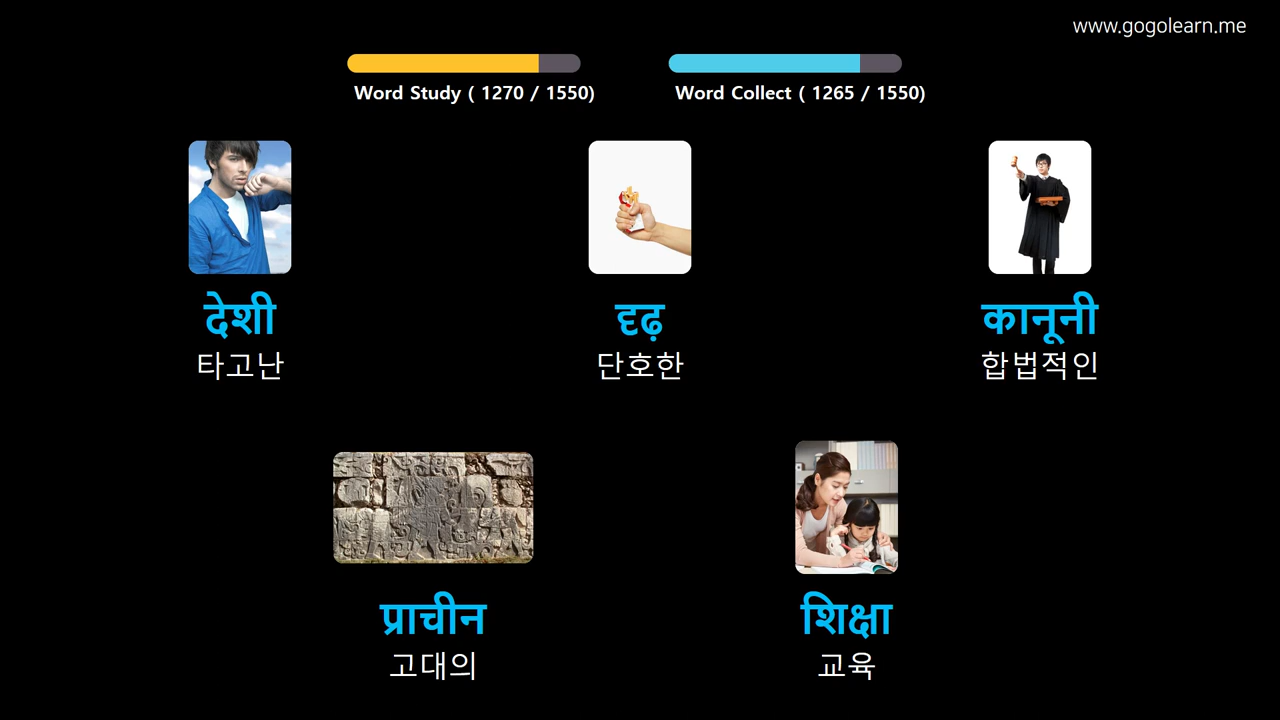 www.gogolearn.me
Word Study ( 1270 / 1550)
Word Collect ( 1265 / 1550)
देशी
타고난
दृढ़
단호한
कानूनी
합법적인
प्राचीन
고대의
शिक्षा
교육